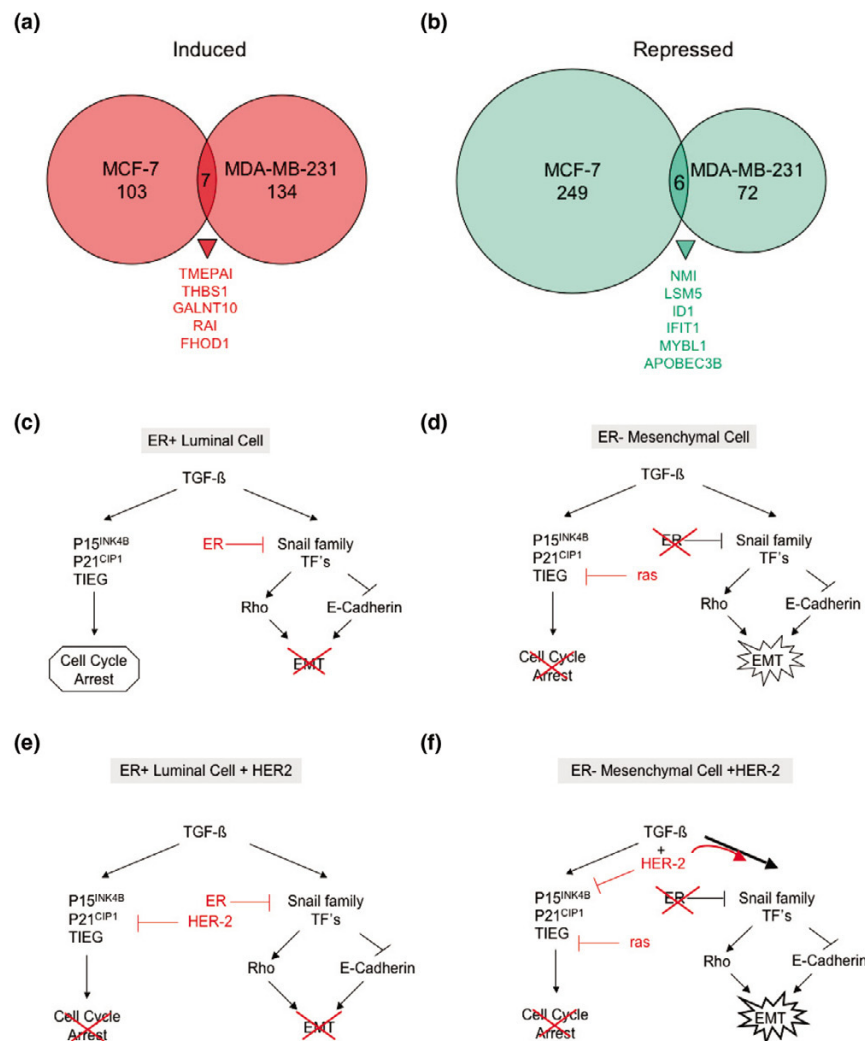 (a)
Induced
MCF-7
103
7
MDA-MB-231
134
TMEPAI
THBS1
GALNT10
RAI
FHOD1
(b)
Repressed
MCF-7
249
6
MDA-MB-231
72
NMI
LSM5
ID1
IFIT1
MYBL1
APOBEC3B
(c)
ER+ Luminal Cell
TGF-ß
P15INK4B
P21CIP1
TIEG
ER
Snail family
TF's
Rho
E-Cadherin
Cell Cycle
Arrest
EMT
(d)
ER- Mesenchymal Cell
TGF-ß
P15INK4B
P21CIP1
TIEG
ER
Snail family
TF's
ras
Rho
E-Cadherin
Cell Cycle
Arrest
EMT
(e)
ER+ Luminal Cell + HER2
TGF-ß
P15INK4B
P21CIP1
TIEG
ER
HER-2
Snail family
TF's
Rho
E-Cadherin
Cell Cycle
Arrest
EMT
(f)
ER- Mesenchymal Cell +HER-2
TGF-ß
+
HER-2
P15INK4B
P21CIP1
TIEG
ER
Snail family
TF's
ras
Rho
E-Cadherin
Cell Cycle
Arrest
EMT